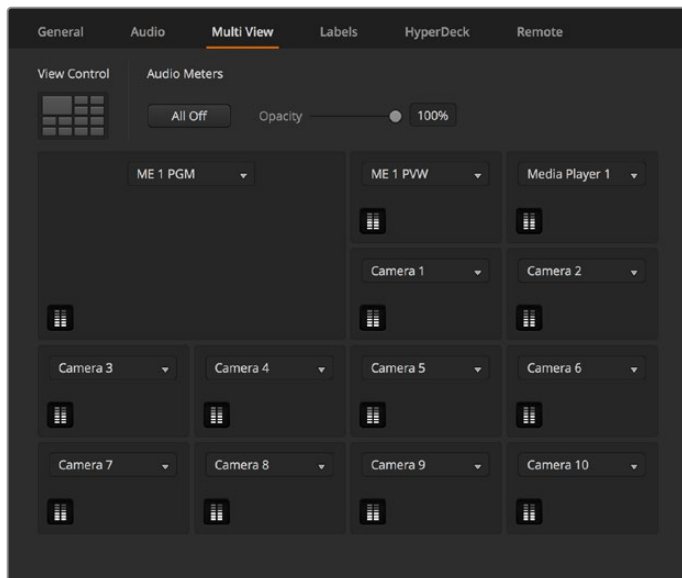 General Audio Multi View Labels HyperDeck Remote
View Control Audio Meters
All Off Opacity 100%
ME 1 PGM ME 1 PVW Media Player 1
Camera 1 Camera 2
Camera 3 Camera 4 Camera 5 Camera 6
Camera 7 Camera 8 Camera 9 Camera 10